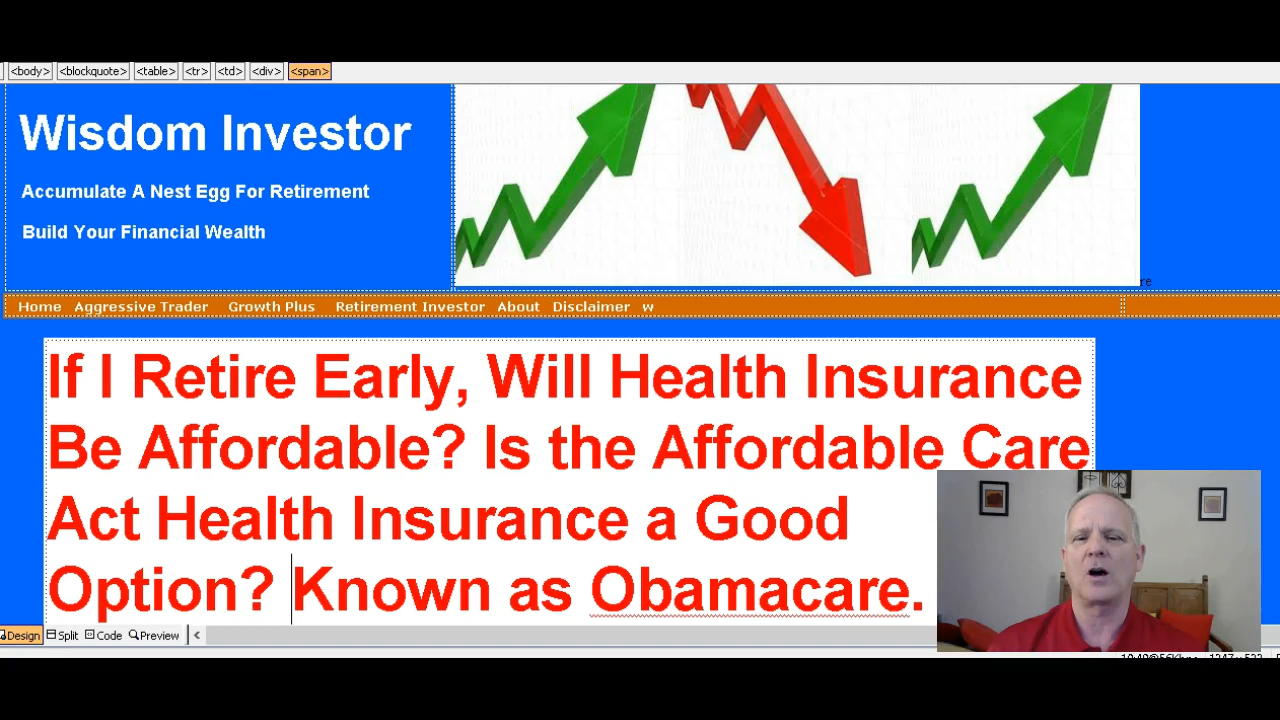 <body> <blockquote> <table> <tr> <td> <div> <span>
Wisdom Investor
Accumulate A Nest Egg For Retirement
Build Your Financial Wealth
re
Home Aggressive Trader Growth Plus Retirement Investor About Disclaimer w
If I Retire Early, Will Health Insurance
Be Affordable? Is the Affordable Care
Act Health Insurance a Good
Option? Known as Obamacare.
Design Split Code Preview <